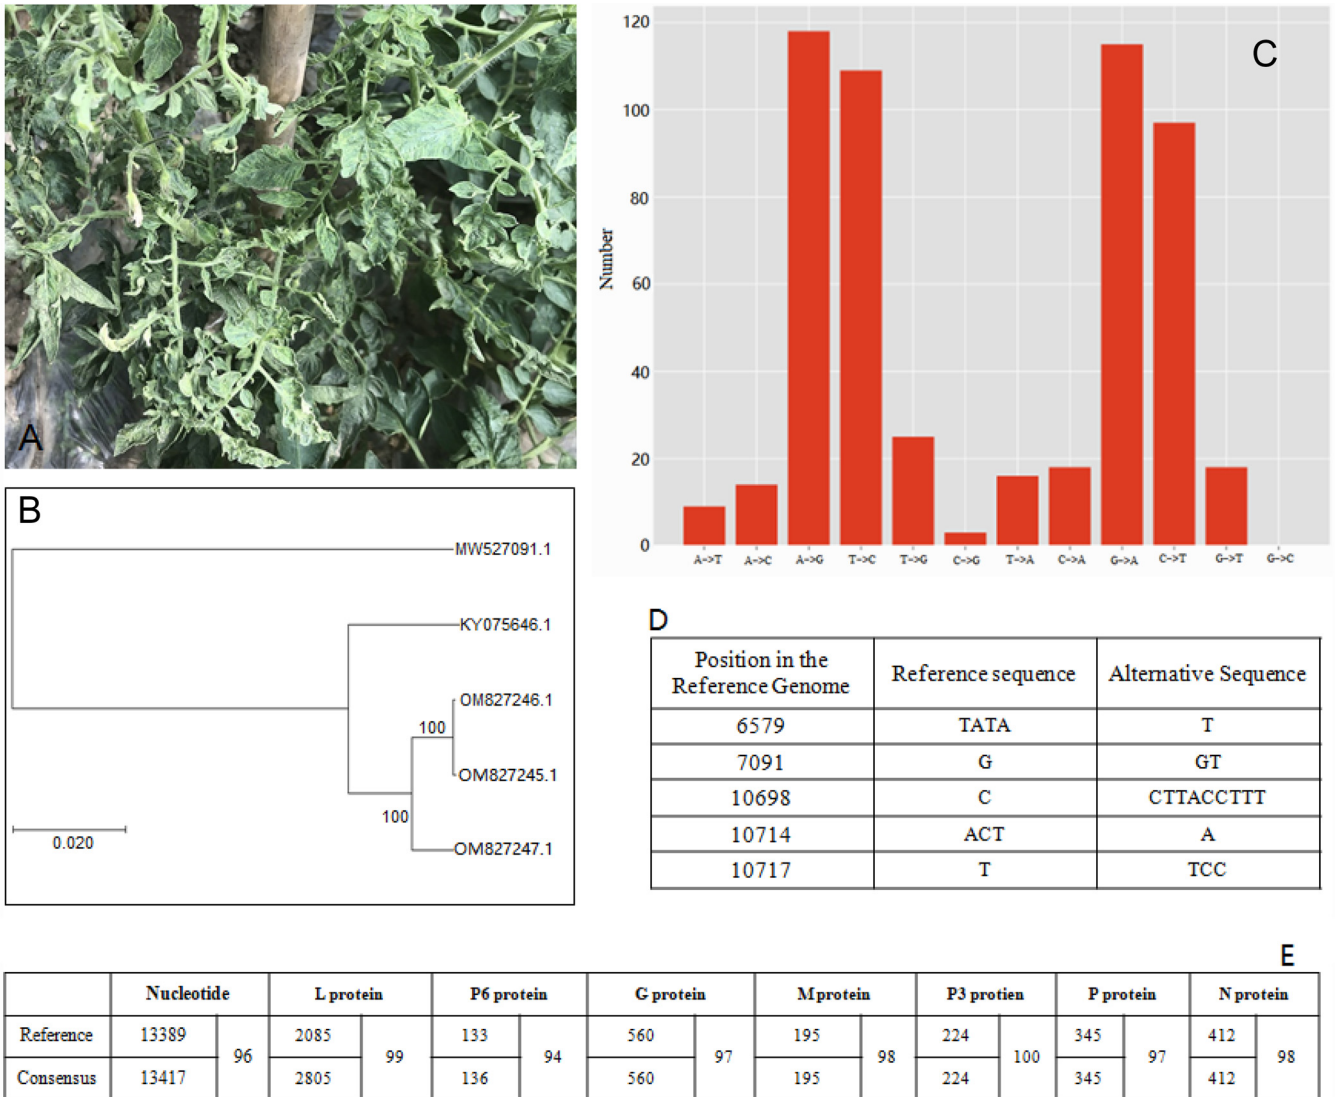 A
B
MW527091.1
KY075646.1
OM827246.1
100
OM827245.1
100
OM827247.1
0.020
C
Number
120
100
80
60
40
20
0
A->T A->C A->G T->C T->G C->G T->A C->A G->A C->T G->T G->C
D
Position in the
Reference Genome Reference sequence Alternative Sequence
6579 TATA T
7091 G GT
10698 C CTTACCTTT
10714 ACT A
10717 T TCC
E
Nucleotide L protein P6 protein G protein M protein P3 protien P protein N protein
Reference 13389 2085 133 560 195 224 345 412
96 99 94 97 98 100 97 98
Consensus 13417 2805 136 560 195 224 345 412